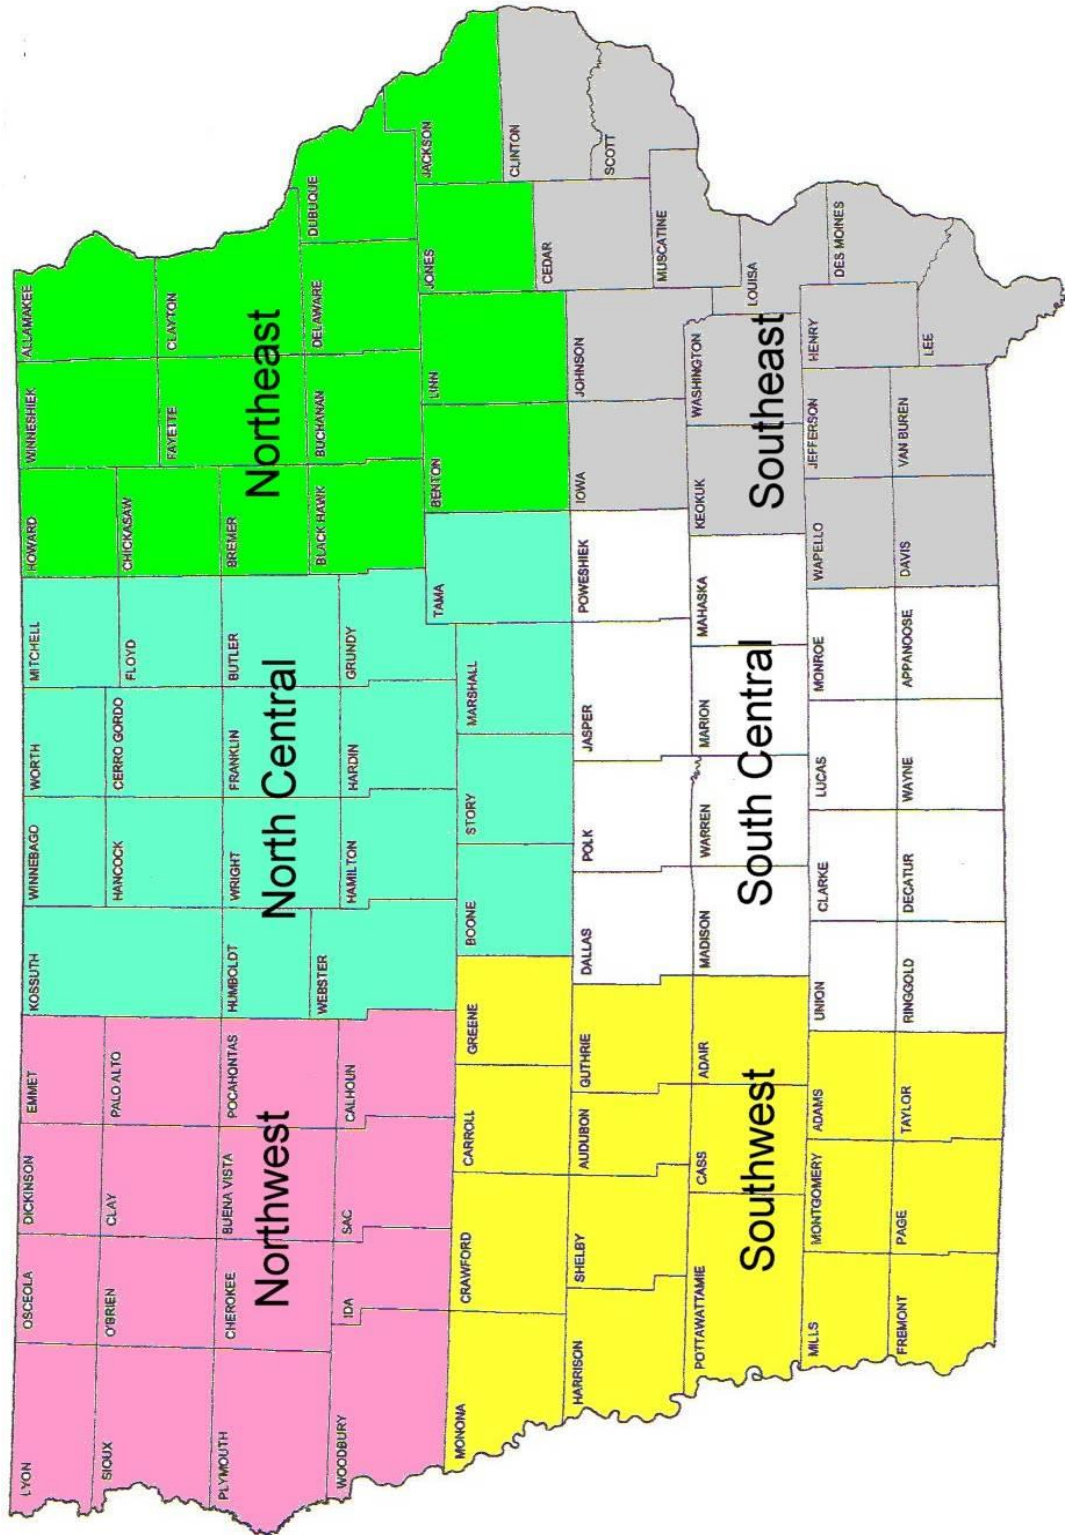 LYON
OSCEOLA
DICKINSON
EMMET
KOSSUTH
WINNEBAGO
WORTH
MITCHELL
HOWARD
WINNESHIEK
ALLAMAKEE
SIOUX
O'BRIEN
CLAY
PALO ALTO
HANCOCK
CERRO GORDO
FLOYD
CHICKASAW
FAYETTE
CLAYTON
PLYMOUTH
CHEROKEE
BUENA VISTA
POCAHONTAS
HUMBOLDT
WRIGHT
FRANKLIN
BUTLER
BREMER
Northwest
North Central
Northeast
WOODBURY
IDA
SAC
CALHOUN
WEBSTER
HAMILTON
HARDIN
GRUNDY
BLACK HAWK
BUCHANAN
DELAWARE
DUBUQUE
MONONA
CRAWFORD
CARROLL
GREENE
BOONE
STORY
MARSHALL
TAMA
BENTON
LINN
JONES
JACKSON
HARRISON
SHELBY
AUDUBON
GUTHRIE
DALLAS
POLK
JASPER
POWESHIEK
IOWA
JOHNSON
CEDAR
CLINTON
SCOTT
MUSCATINE
POTTAWATTAMIE
CASS
ADAIR
MADISON
WARREN
MARION
MAHASKA
KEOKUK
WASHINGTON
LOUISA
Southwest
South Central
Southeast
MILLS
MONTGOMERY
ADAMS
UNION
CLARKE
LUCAS
MONROE
WAPELLO
JEFFERSON
HENRY
DES MOINES
FREMONT
PAGE
TAYLOR
RINGGOLD
DECATUR
WAYNE
APPANOOSE
DAVIS
VAN BUREN
LEE